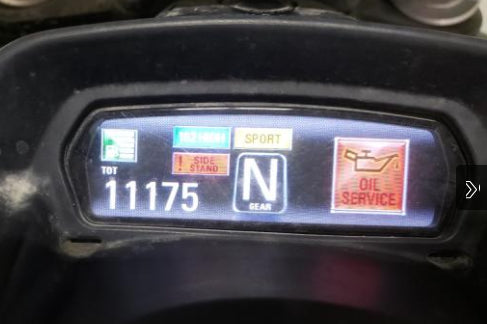 SPORT
! SIDE
STAND
TOT
11175
N
GEAR
OIL
SERVICE